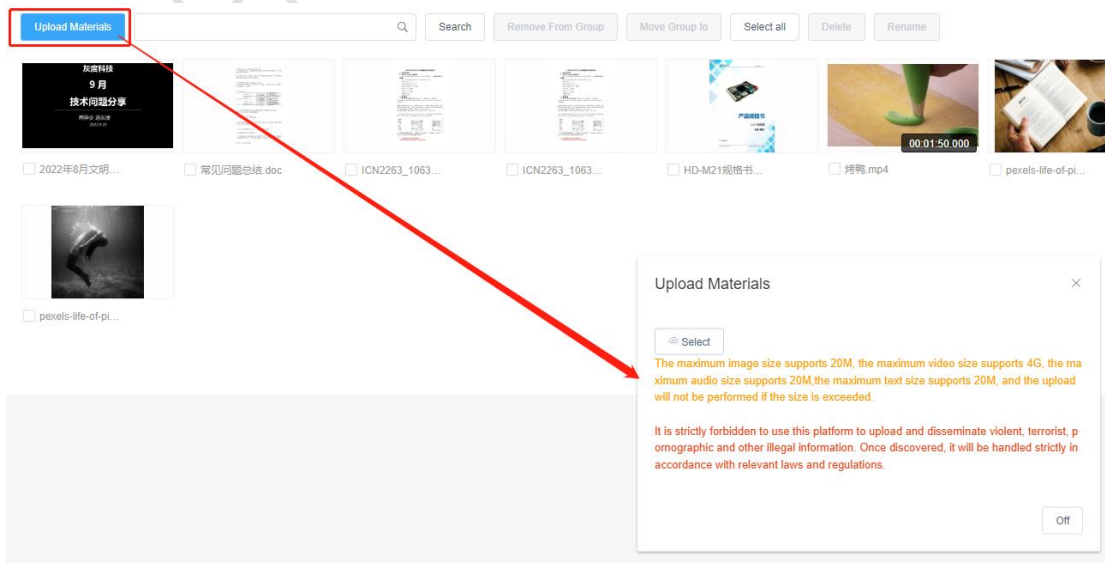 Upload Materials
Search
Remove From Group
Move Group to
Select all
Delete
Rename
灰度科技
9月
技术问题分享
00:01:50.000
产品规格书
2022年8月文明...
常见问题总结.doc
ICN2263_1063...
ICN2263_1063...
HD-M21规格书...
烤鸭.mp4
pexels-life-of-pi...
pexels-life-of-pi...
Upload Materials
Select
The maximum image size supports 20M, the maximum video size supports 4G, the ma
ximum audio size supports 20M,the maximum text size supports 20M, and the upload
will not be performed if the size is exceeded.
It is strictly forbidden to use this platform to upload and disseminate violent, terrorist, p
ornographic and other illegal information. Once discovered, it will be handled strictly in
accordance with relevant laws and regulations.
Off